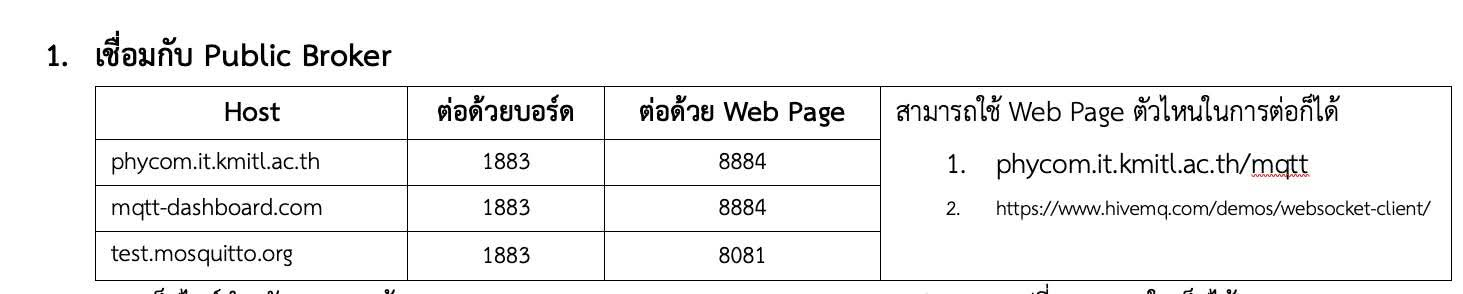 1. เชื่อมกับ Public Broker
Host ต่อด้วยบอร์ด ต่อด้วย Web Page สามารถใช้ Web Page ตัวไหนในการต่อก็ได้
phycom.it.kmitl.ac.th 1883 8884 1. phycom.it.kmitl.ac.th/mqtt
mqtt-dashboard.com 1883 8884 2. https://www.hivemq.com/demos/websocket-client/
test.mosquitto.org 1883 8081